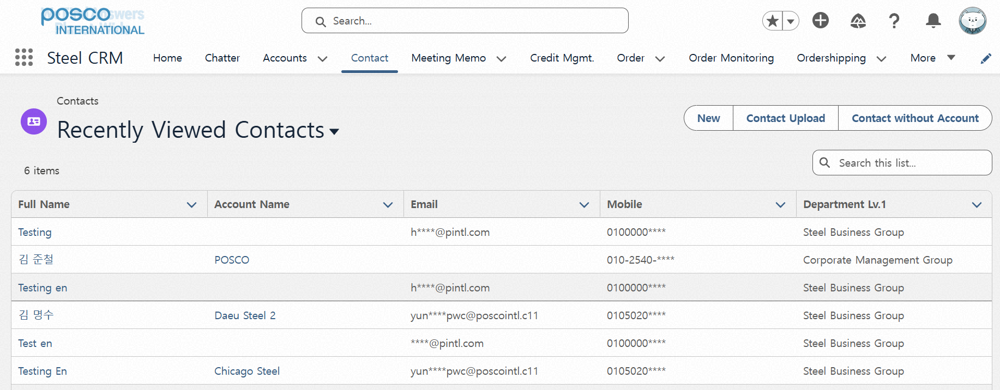 posco
INTERNATIONAL
Search...
Steel CRM Home Chatter Accounts Contact Meeting Memo Credit Mgmt. Order Order Monitoring Ordershipping More
Contacts
Recently Viewed Contacts
New Contact Upload Contact without Account
6 items
Search this list...
Full Name Account Name Email Mobile Department Lv.1
Testing h****@pintl.com 0100000**** Steel Business Group
김 준철 POSCO 010-2540-**** Corporate Management Group
Testing en h****@pintl.com 0100000**** Steel Business Group
김 명수 Daeu Steel 2 yun****pwc@poscointl.c11 0105020**** Steel Business Group
Test en ****@pintl.com 0100000**** Steel Business Group
Testing En Chicago Steel yun****pwc@poscointl.c11 0105020**** Steel Business Group